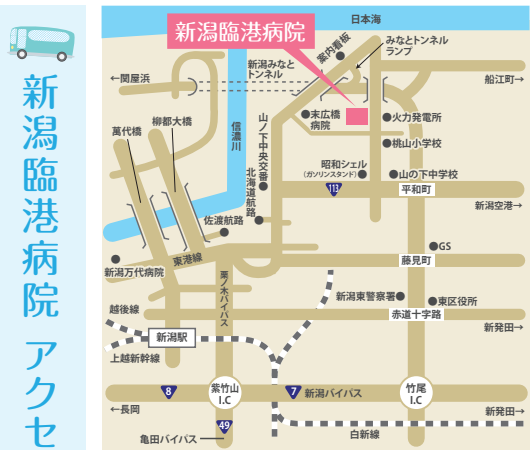 新潟臨港病院 アクセ
日本海
新潟臨港病院
案内看板
みなとトンネル
ランプ
←関屋浜
新潟みなと
トンネル
船江町→
柳都大橋
萬代橋
信濃川
山ノ下中央交番
北海道航路
末広橋
病院
火力発電所
桃山小学校
昭和シェル
(ガソリンスタンド)
山の下中学校
113
平和町
新潟空港→
佐渡航路
新潟万代病院
東港線
栗ノ木バイパス
GS
藤見町
新潟東警察署
東区役所
越後線
赤道十字路
新発田→
新潟駅
上越新幹線
8
紫竹山
I.C
7
新潟バイパス
竹尾
I.C
←長岡
新発田→
49
亀田バイパス
白新線